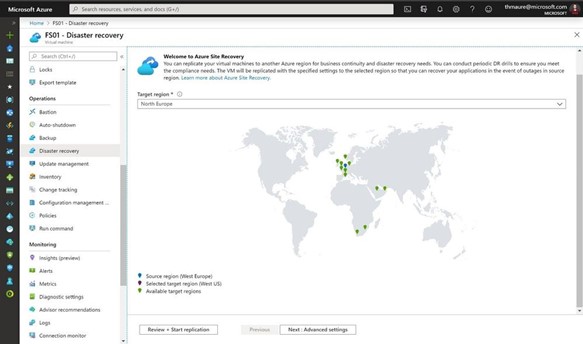 Microsoft Azure
Search resources, services, and docs (G+/)
thmaure@microsoft.com
MICROSOFT
Home > FS01 - Disaster recovery
FS01 - Disaster recovery
Virtual machine
Search (Ctrl+/)
Locks
Export template
Operations
Bastion
Auto-shutdown
Backup
Disaster recovery
Update management
Inventory
Change tracking
Configuration management ...
Policies
Run command
Monitoring
Insights (preview)
Alerts
Metrics
Diagnostic settings
Advisor recommendations
Logs
Connection monitor
Welcome to Azure Site Recovery
You can replicate your virtual machines to another Azure region for business continuity and disaster recovery needs. You can conduct periodic DR drills to ensure you meet
the compliance needs. The VM will be replicated with the specified settings to the selected region so that you can recover your applications in the event of outages in source
region. Learn more about Azure Site Recovery.
Target region *
North Europe
Source region (West Europe)
Selected target region (West US)
Available target regions
Review + Start replication
Previous
Next : Advanced settings